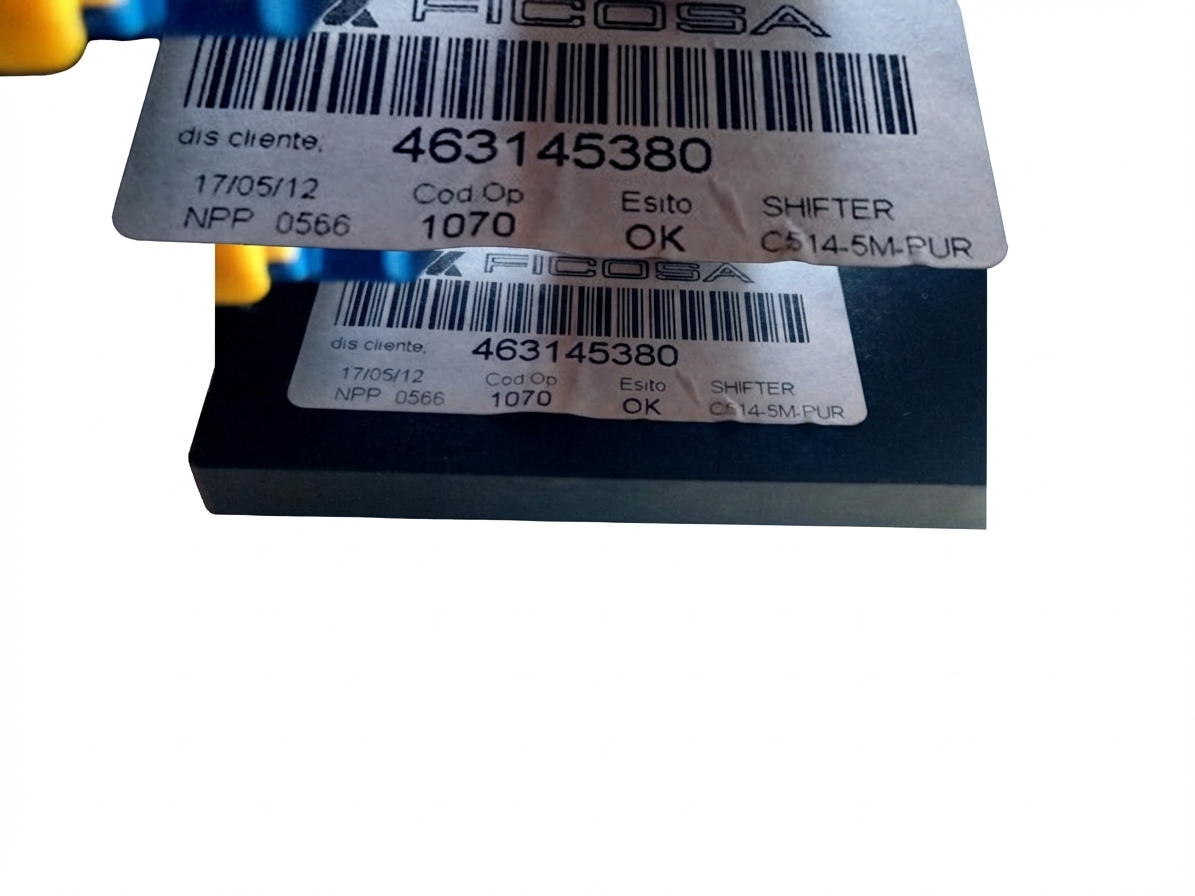 FICOSA
dis cliente.
463145380
17/05/12 Cod.Op Esito SHIFTER
NPP 0566 1070 OK C514-5M-PUR
FICOSA
dis cliente.
463145380
17/05/12 Cod.Op Esito SHIFTER
NPP 0566 1070 OK C514-5M-PUR